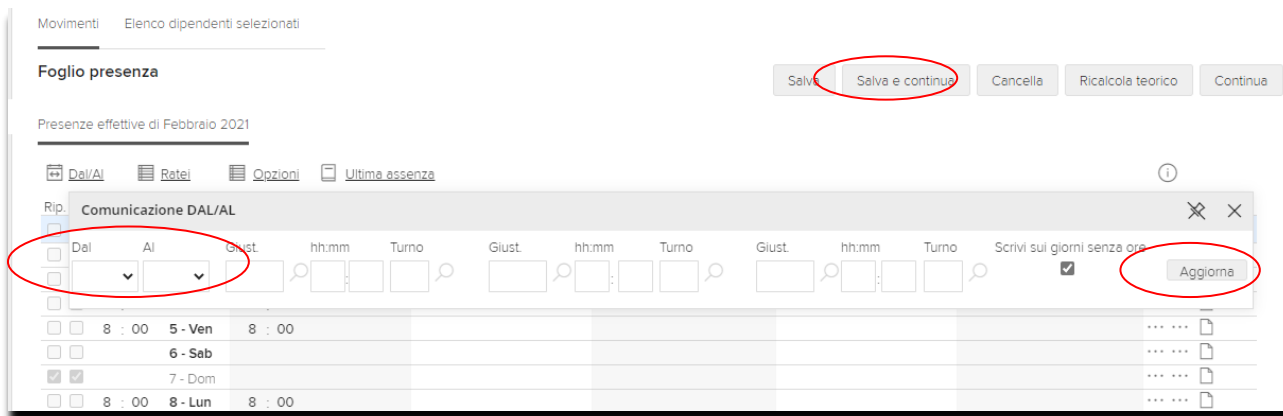 Movimenti Elenco dipendenti selezionati
Foglio presenza
Salva Salva e continua Cancella Ricalcola teorico Continua
Presenze effettive di Febbraio 2021
Dal/Al Ratei Opzioni Ultima assenza
Rip. Comunicazione DAL/AL
Dal Al Giust. hh:mm Turno Giust. hh:mm Turno Giust. hh:mm Turno Scrivi sui giorni senza ore
: : : Aggiorna
8 : 00 5 - Ven 8 : 00
6 - Sab
7 - Dom
8 : 00 8 - Lun 8 : 00